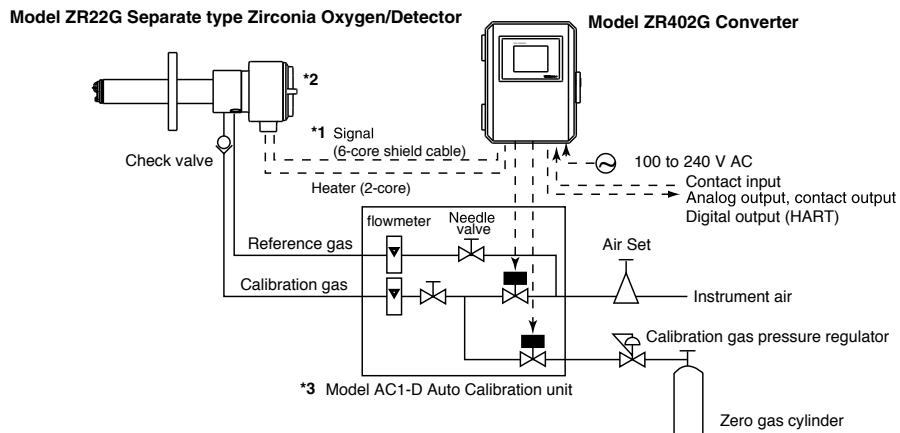 Model ZR22G Separate type Zirconia Oxygen/Detector
Model ZR402G Converter
*2
*1 Signal
(6-core shield cable)
Check valve
Heater (2-core)
100 to 240 V AC
Contact input
Analog output, contact output
Digital output (HART)
flowmeter
Needle
valve
Reference gas
Air Set
Calibration gas
Instrument air
Calibration gas pressure regulator
*3 Model AC1-D Auto Calibration unit
Zero gas cylinder